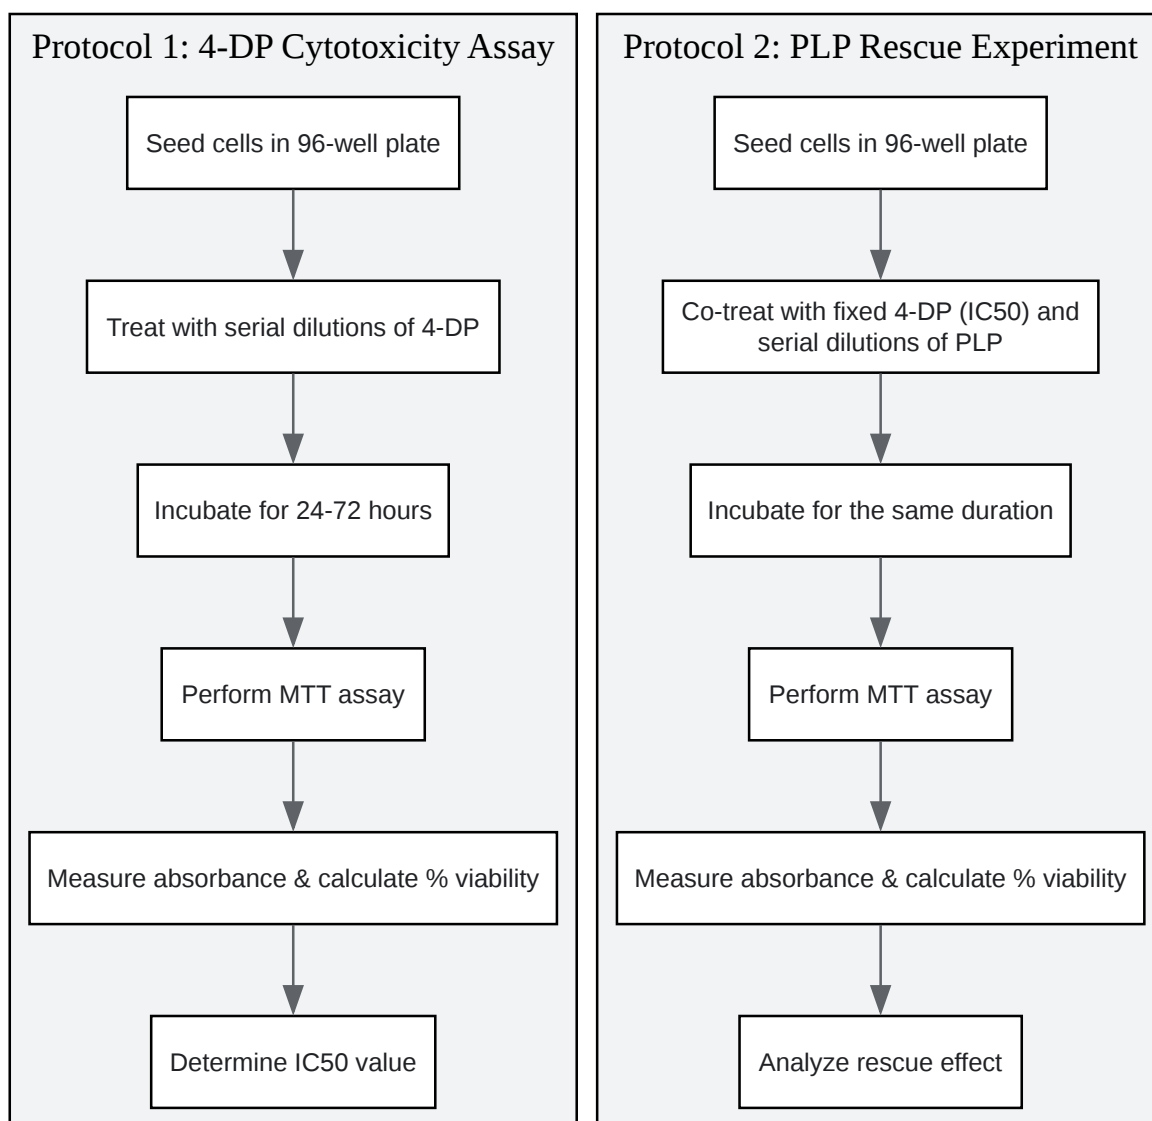 Protocol 1: 4-DP Cytotoxicity Assay
Seed cells in 96-well plate
Treat with serial dilutions of 4-DP
Incubate for 24-72 hours
Perform MTT assay
Measure absorbance & calculate % viability
Determine IC50 value
Protocol 2: PLP Rescue Experiment
Seed cells in 96-well plate
Co-treat with fixed 4-DP (IC50) and
serial dilutions of PLP
Incubate for the same duration
Perform MTT assay
Measure absorbance & calculate % viability
Analyze rescue effect